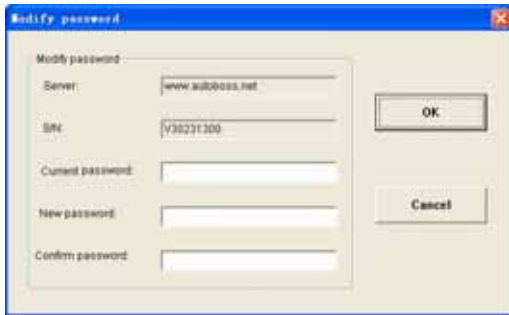 Modify password
Modify password
Server: www.autoboss.net
S/N: V30231300
OK
Current password:
New password:
Cancel
Confirm password: